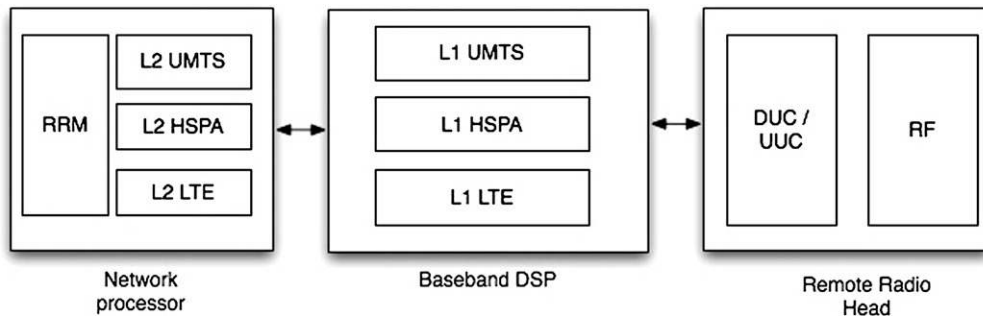 RRM
L2 UMTS
L2 HSPA
L2 LTE
Network
processor
L1 UMTS
L1 HSPA
L1 LTE
Baseband DSP
DUC /
UUC
RF
Remote Radio
Head